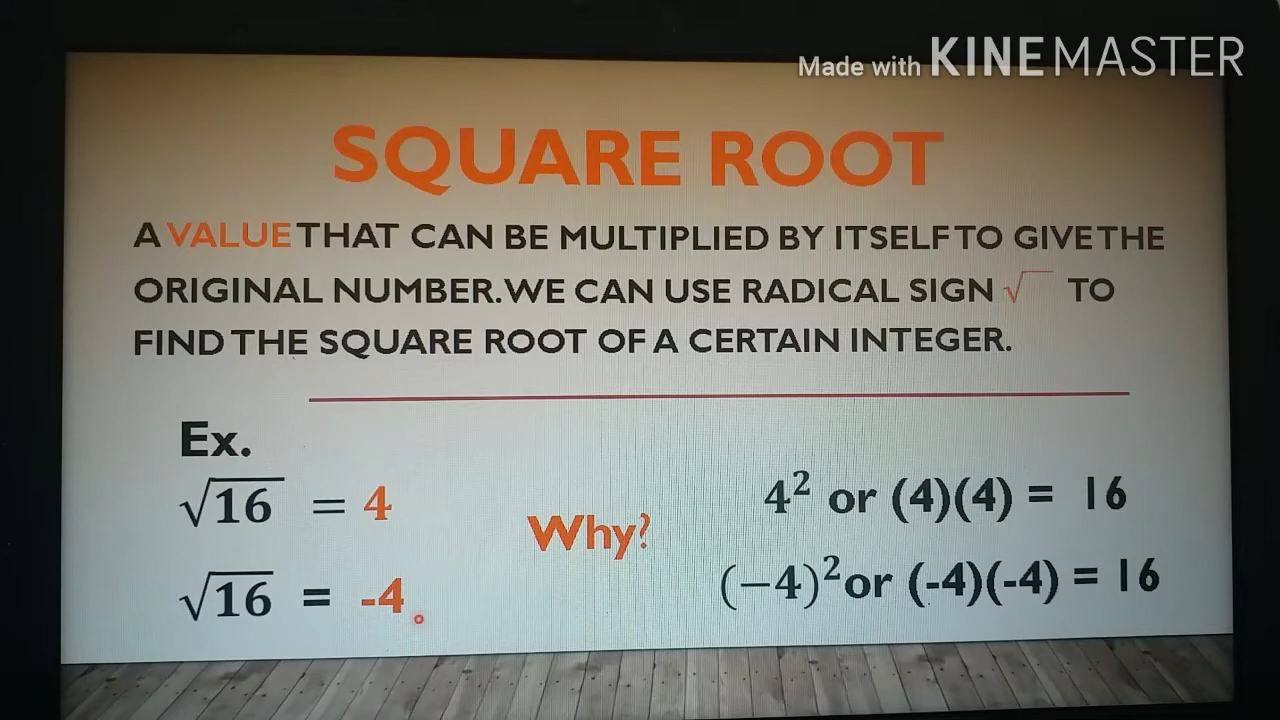 Made with KINEMASTER
SQUARE ROOT
A VALUE THAT CAN BE MULTIPLIED BY ITSELF TO GIVE THE
ORIGINAL NUMBER. WE CAN USE RADICAL SIGN √ TO
FIND THE SQUARE ROOT OF A CERTAIN INTEGER.
Ex.
√16 = 4
√16 = -4
Why?
4² or (4)(4) = 16
(−4)² or (-4)(-4) = 16